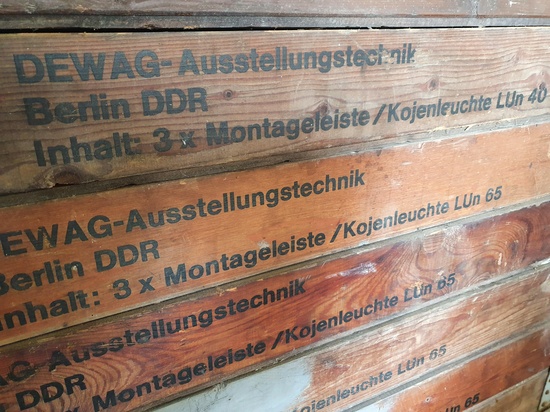 DEWAG-Ausstellungstechnik
Berlin DDR
Inhalt: 3 x Montageleiste/Kojenleuchte LUn 40
EWAG-Ausstellungstechnik
Berlin DDR
Inhalt: 3 x Montageleiste/Kojenleuchte LUn 65
AG-Ausstellungstechnik
DDR
x Montageleiste/Kojenleuchte LUn 65
/Kojenleuchte LUn 65